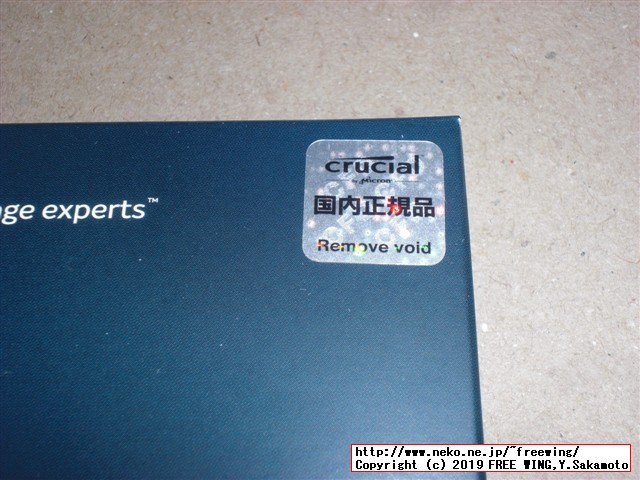 crucial
by Micron
国内正規品
Remove void
age experts™
http://www.neko.ne.jp/~freewing/
Copyright (c) 2019 FREE WING,Y.Sakamoto